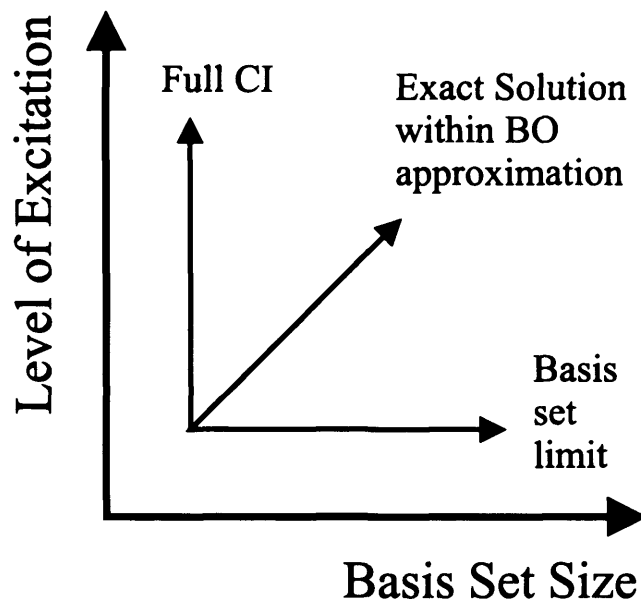 Level of Excitation
Full CI
Exact Solution
within BO
approximation
Basis
set
limit
Basis Set Size